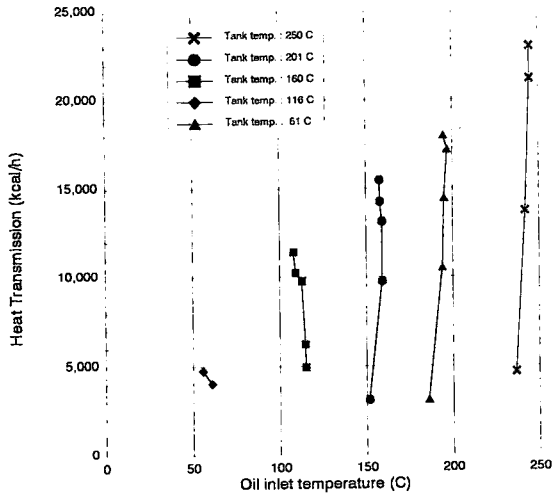 25,000
Tank temp. : 250 C
Tank temp. : 201 C
20,000
Tank temp. : 160 C
Tank temp. : 116 C
Tank temp. : 61 C
15,000
Heat Transmission (kcal/h)
10,000
5,000
0
0 50 100 150 200 250
Oil inlet temperature (C)